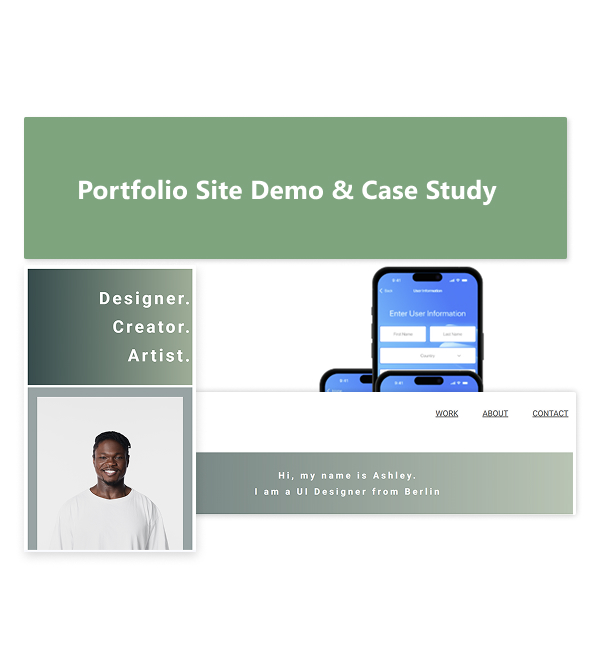 Portfolio Site Demo & Case Study
Designer.
Creator.
Artist.
9:41
Back
User Information
Enter User Information
First Name
Last Name
Country
9:41
9:41
WORK
ABOUT
CONTACT
Hi, my name is Ashley.
I am a UI Designer from Berlin